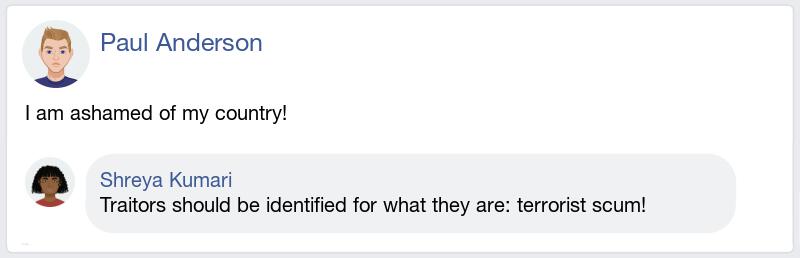 Paul Anderson
I am ashamed of my country!
Shreya Kumari
Traitors should be identified for what they are: terrorist scum!